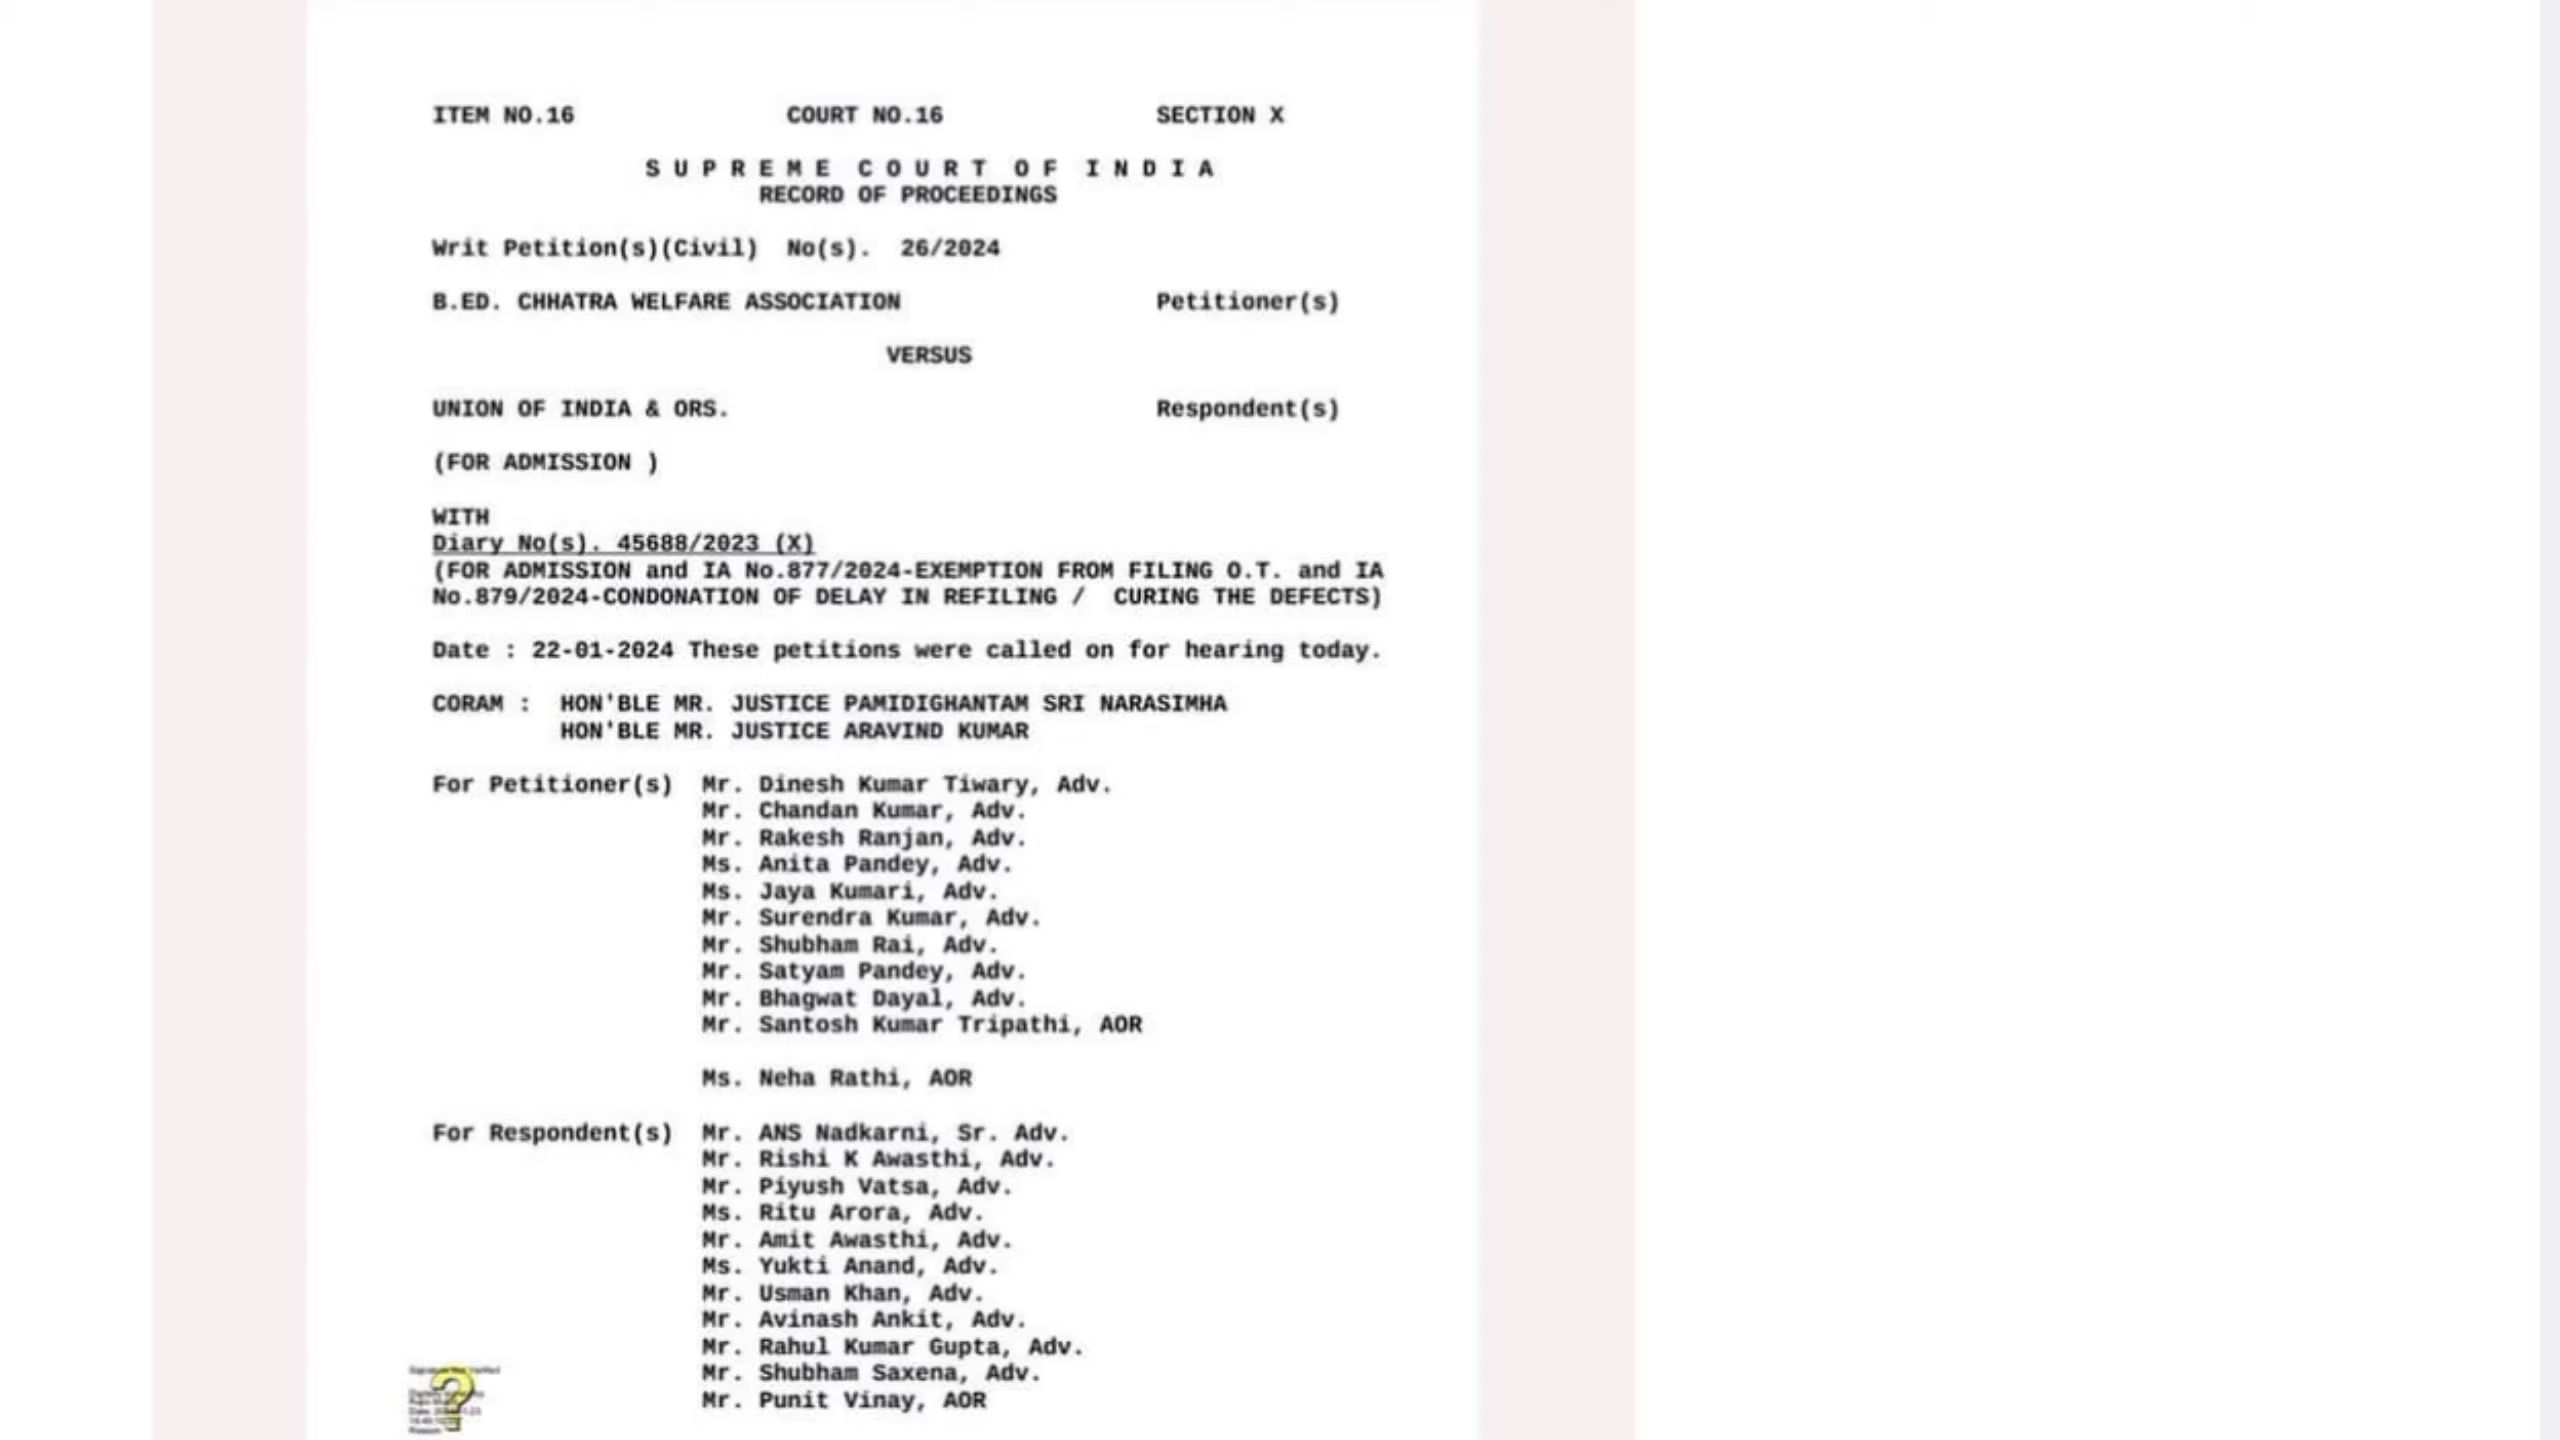 ITEM NO.16 COURT NO.16 SECTION X
S U P R E M E C O U R T O F I N D I A
RECORD OF PROCEEDINGS
Writ Petition(s)(Civil) No(s). 26/2024
B.ED. CHHATRA WELFARE ASSOCIATION Petitioner(s)
VERSUS
UNION OF INDIA & ORS. Respondent(s)
(FOR ADMISSION )
WITH
Diary No(s). 45688/2023 (X)
(FOR ADMISSION and IA No.877/2024-EXEMPTION FROM FILING O.T. and IA
No.879/2024-CONDONATION OF DELAY IN REFILING / CURING THE DEFECTS)
Date : 22-01-2024 These petitions were called on for hearing today.
CORAM : HON'BLE MR. JUSTICE PAMIDIGHANTAM SRI NARASIMHA
HON'BLE MR. JUSTICE ARAVIND KUMAR
For Petitioner(s) Mr. Dinesh Kumar Tiwary, Adv.
Mr. Chandan Kumar, Adv.
Mr. Rakesh Ranjan, Adv.
Ms. Anita Pandey, Adv.
Ms. Jaya Kumari, Adv.
Mr. Surendra Kumar, Adv.
Mr. Shubham Rai, Adv.
Mr. Satyam Pandey, Adv.
Mr. Bhagwat Dayal, Adv.
Mr. Santosh Kumar Tripathi, AOR
Ms. Neha Rathi, AOR
For Respondent(s) Mr. ANS Nadkarni, Sr. Adv.
Mr. Rishi K Awasthi, Adv.
Mr. Piyush Vatsa, Adv.
Ms. Ritu Arora, Adv.
Mr. Amit Awasthi, Adv.
Ms. Yukti Anand, Adv.
Mr. Usman Khan, Adv.
Mr. Avinash Ankit, Adv.
Mr. Rahul Kumar Gupta, Adv.
Mr. Shubham Saxena, Adv.
Mr. Punit Vinay, AOR